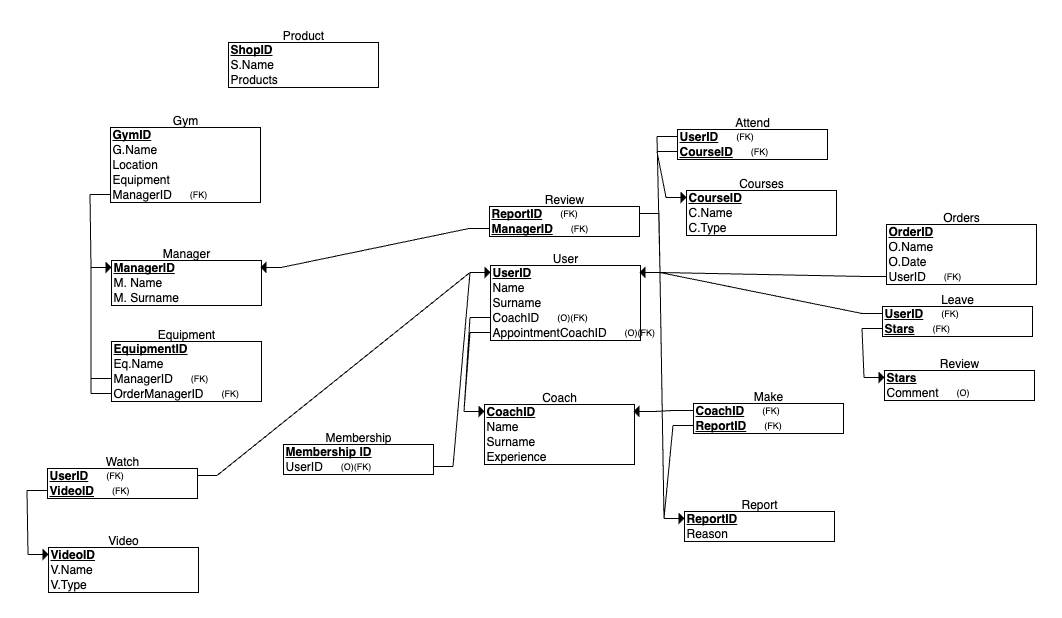 Product
ShopID
S.Name
Products
Gym
GymID
G.Name
Location
Equipment
ManagerID (FK)
Manager
ManagerID
M. Name
M. Surname
Equipment
EquipmentID
Eq.Name
ManagerID (FK)
OrderManagerID (FK)
Watch
UserID (FK)
VideoID (FK)
Video
VideoID
V.Name
V.Type
Membership
Membership ID
UserID (O)(FK)
Review
ReportID (FK)
ManagerID (FK)
User
UserID
Name
Surname
CoachID (O)(FK)
AppointmentCoachID (O)(FK)
Coach
CoachID
Name
Surname
Experience
Attend
UserID (FK)
CourseID (FK)
Courses
CourseID
C.Name
C.Type
Make
CoachID (FK)
ReportID (FK)
Report
ReportID
Reason
Orders
OrderID
O.Name
O.Date
UserID (FK)
Leave
UserID (FK)
Stars (FK)
Review
Stars
Comment (O)